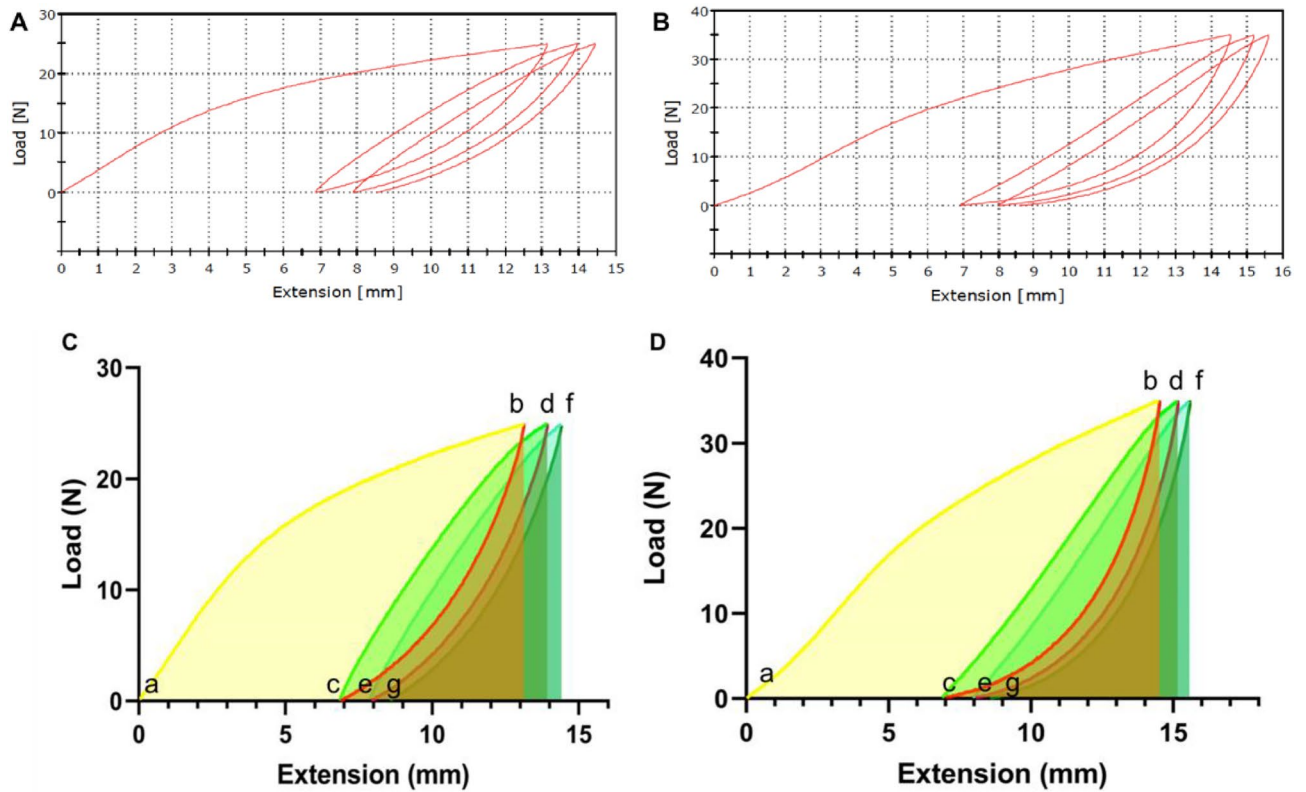 A
30
20
10
0
Load [N]
0 1 2 3 4 5 6 7 8 9 10 11 12 13 14 15
Extension [mm]
B
40
30
20
10
0
Load [N]
0 1 2 3 4 5 6 7 8 9 10 11 12 13 14 15 16
Extension [mm]
C
30
20
10
0
Load (N)
b d f
a c e g
0 5 10 15
Extension (mm)
D
40
30
20
10
0
Load (N)
b d f
a c e g
0 5 10 15
Extension (mm)